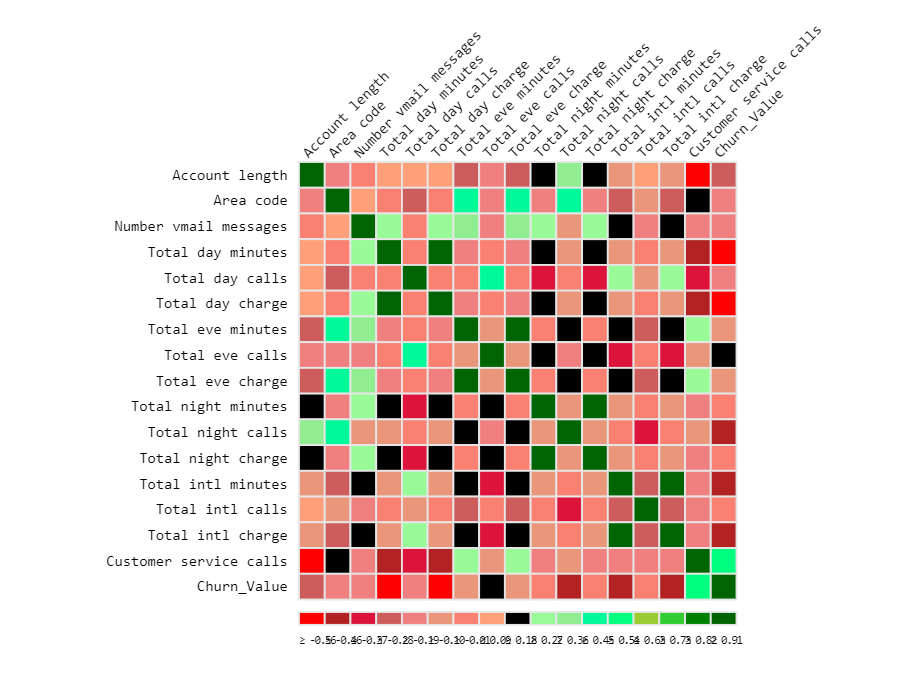 Account length
Area code
Number vmail messages
Total day minutes
Total day calls
Total day charge
Total eve minutes
Total eve calls
Total eve charge
Total night minutes
Total night calls
Total night charge
Total intl minutes
Total intl calls
Total intl charge
Customer service calls
Churn_Value
Account length
Area code
Number vmail messages
Total day minutes
Total day calls
Total day charge
Total eve minutes
Total eve calls
Total eve charge
Total night minutes
Total night calls
Total night charge
Total intl minutes
Total intl calls
Total intl charge
Customer service calls
Churn_Value
≥ 0.91